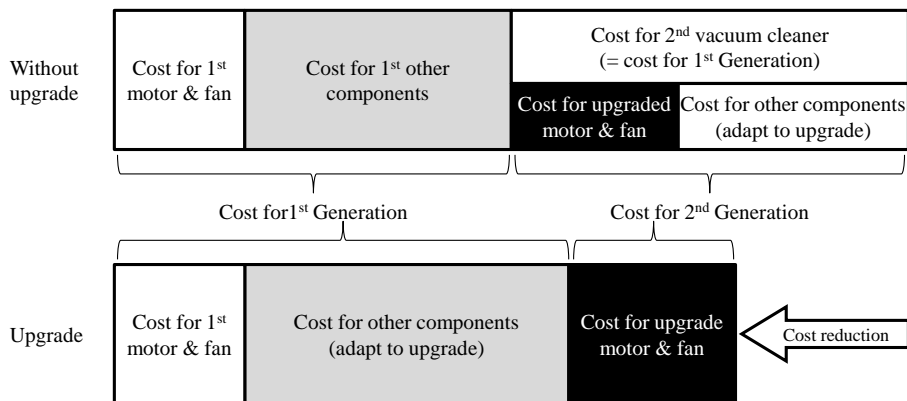 Without
upgrade
Cost for 1st
motor & fan
Cost for 1st other
components
Cost for 2nd vacuum cleaner
(= cost for 1st Generation)
Cost for upgraded
motor & fan
Cost for other components
(adapt to upgrade)
Cost for1st Generation
Cost for 2nd Generation
Upgrade
Cost for 1st
motor & fan
Cost for other components
(adapt to upgrade)
Cost for upgrade
motor & fan
Cost reduction